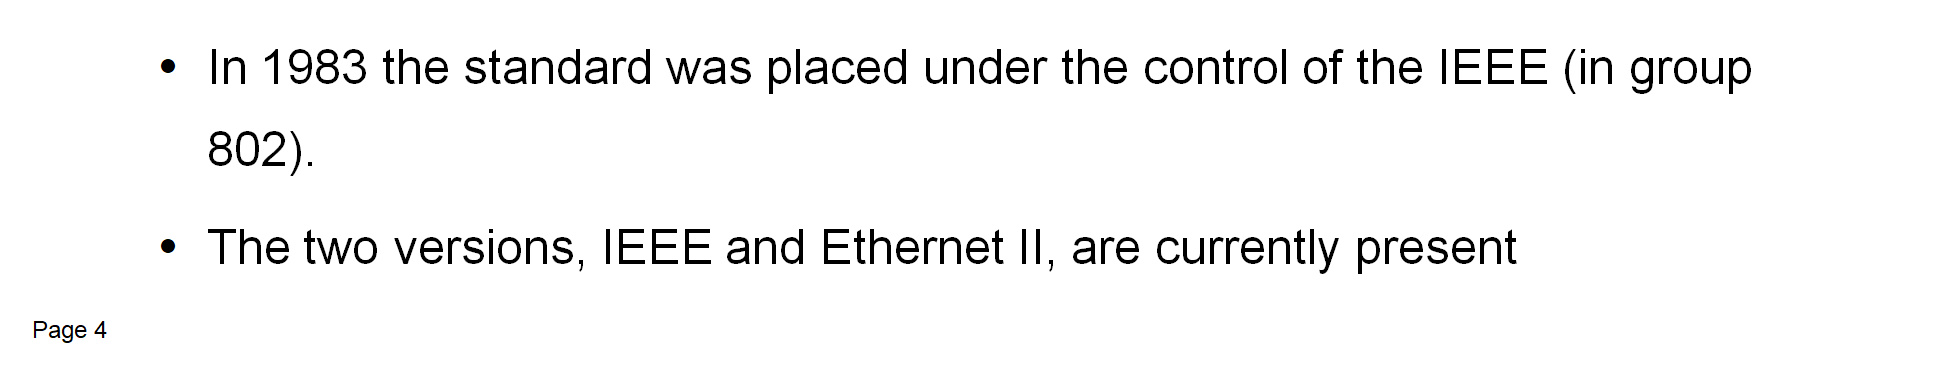 • In 1983 the standard was placed under the control of the IEEE (in group
802).
• The two versions, IEEE and Ethernet II, are currently present
Page 4